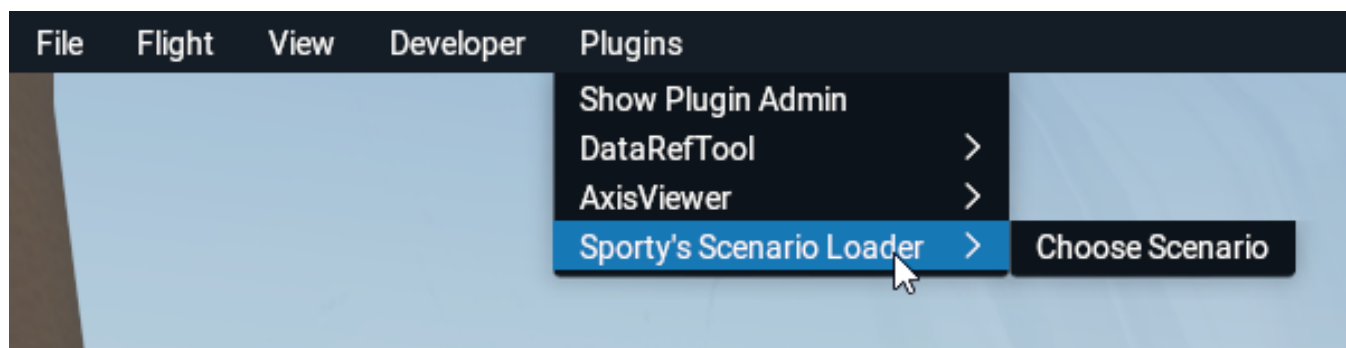 File Flight View Developer Plugins
Show Plugin Admin
DataRefTool
AxisViewer
Sporty's Scenario Loader Choose Scenario